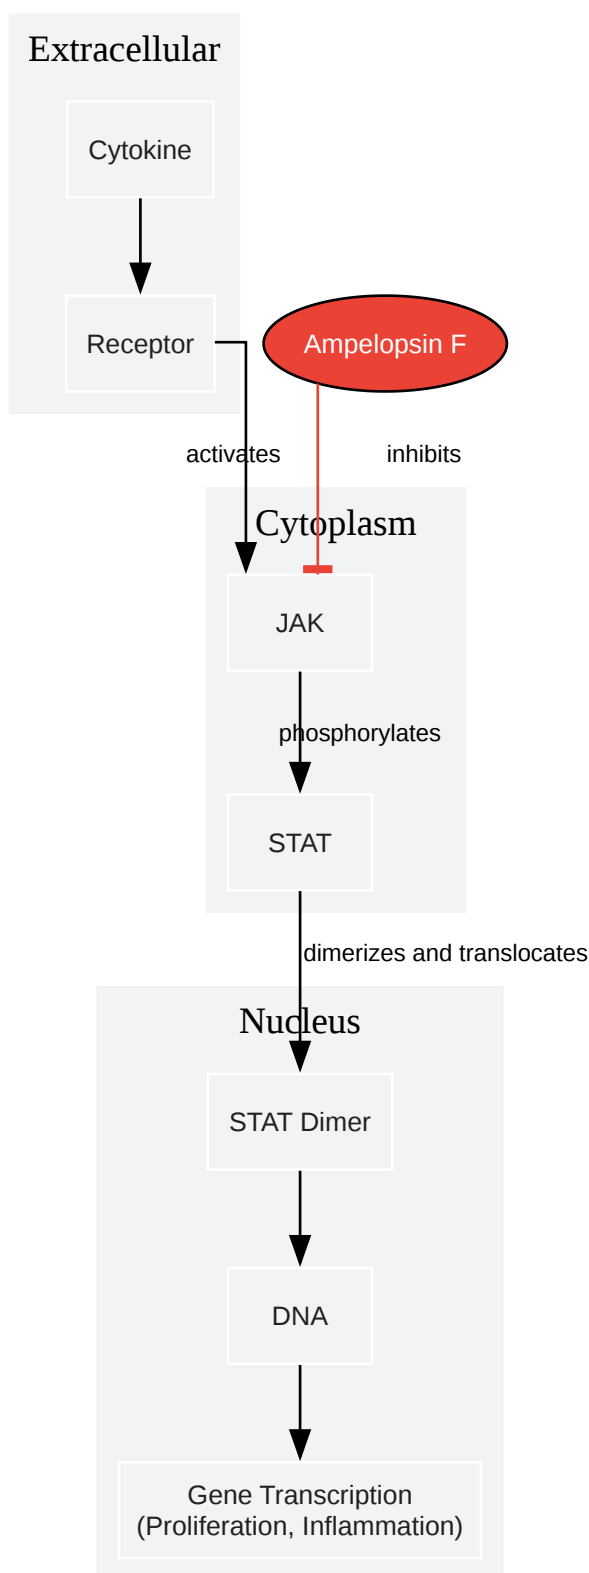 Extracellular
Cytokine
Receptor
Ampelopsin F
activates
inhibits
Cytoplasm
JAK
phosphorylates
STAT
dimerizes and translocates
Nucleus
STAT Dimer
DNA
Gene Transcription
(Proliferation, Inflammation)